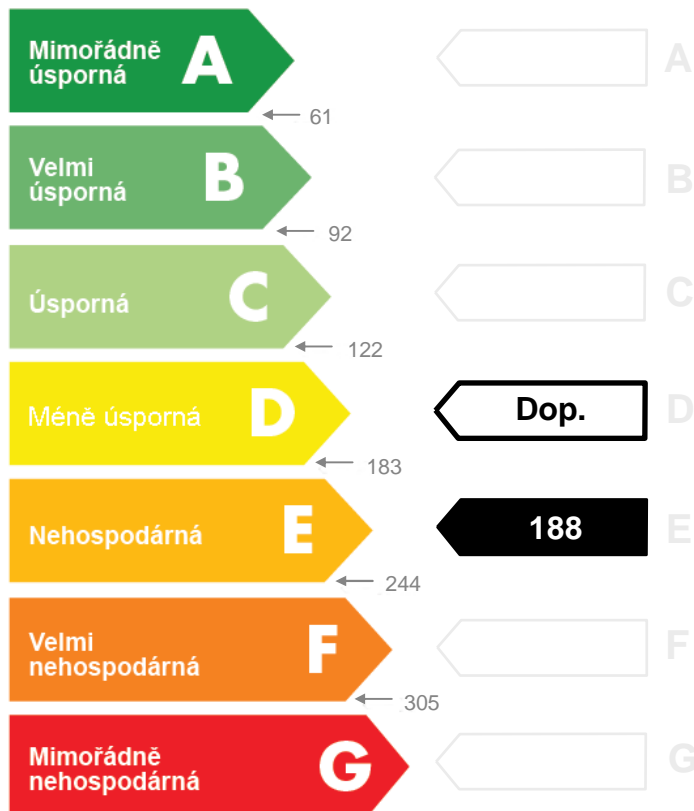 Mimořádně
úsporná A A
61
Velmi
úsporná B B
92
Úsporná C C
122
Méně úsporná D Dop. D
183
Nehospodárná E 188 E
244
Velmi
nehospodárná F F
305
Mimořádně
nehospodárná G G